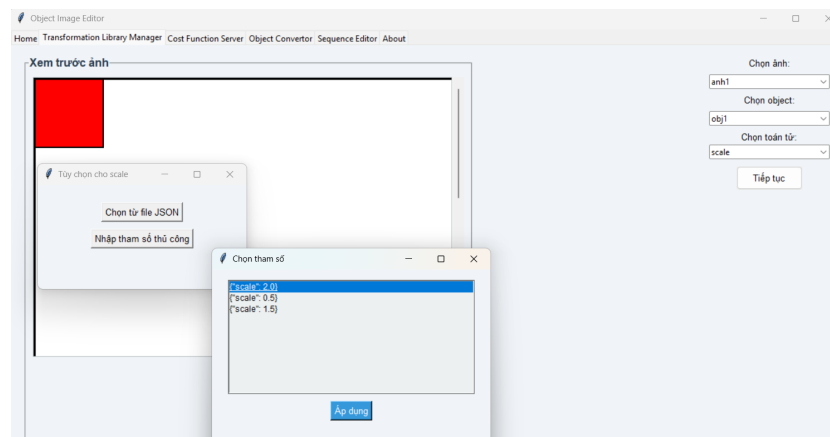 Object Image Editor
Home Transformation Library Manager Cost Function Server Object Convertor Sequence Editor About
Xem trước ảnh
Chọn ảnh:
anh1
Chọn object:
obj1
Chọn toán tử:
scale
Tiếp tục
Tùy chọn cho scale
Chọn từ file JSON
Nhập tham số thủ công
Chọn tham số
{"scale": 2.0}
{"scale": 0.5}
{"scale": 1.5}
Áp dụng